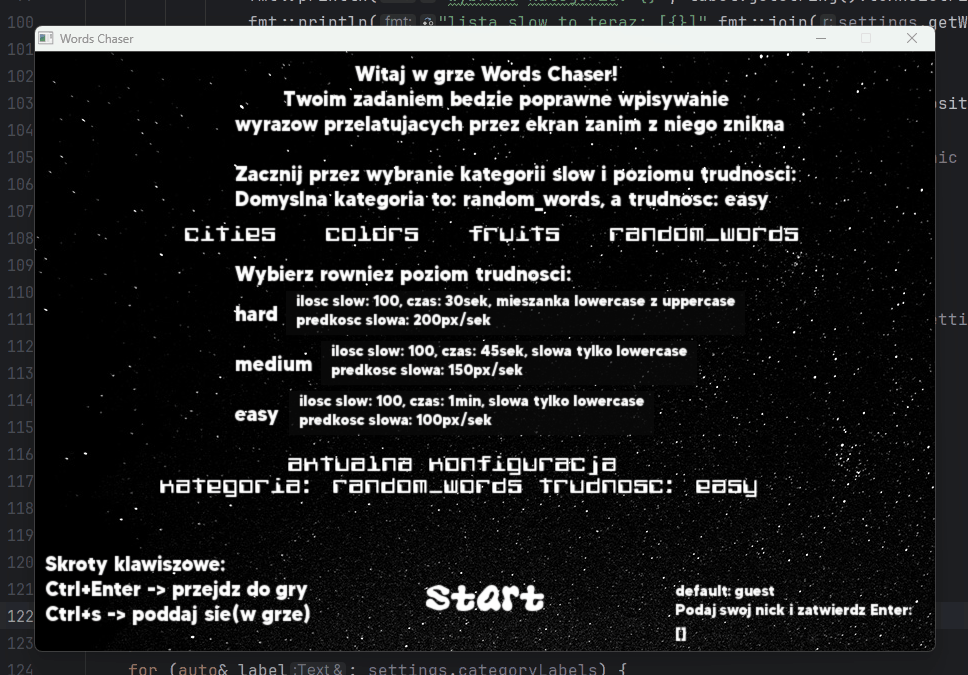 100 fmt::println( fmt: "lista slow to teraz: [{}]" fmt::join( r: settings.getW
Words Chaser
101
102
103
104
105
106
107
108
109
110
111
112
113
114
115
116
117
118
119
120
121
122
123
Witaj w grze Words Chaser!
Twoim zadaniem bedzie poprawne wpisywanie
wyrazow przelatujacych przez ekran zanim z niego znikna
Zacznij przez wybranie kategorii slow i poziomu trudnosci:
Domyslna kategoria to: random_words, a trudnosc: easy
cities colors fruits random_words
Wybierz rowniez poziom trudnosci:
hard
ilosc slow: 100, czas: 30sek, mieszanka lowercase z uppercase
predkosc slowa: 200px/sek
medium
ilosc slow: 100, czas: 45sek, slowa tylko lowercase
predkosc slowa: 150px/sek
easy
ilosc slow: 100, czas: 1min, slowa tylko lowercase
predkosc slowa: 100px/sek
aktualna konfiguracja
kategoria: random_words trudnosc: easy
Skroty klawiszowe:
Ctrl+Enter -> przejdz do gry
Ctrl+s -> poddaj sie(w grze)
Start
default: guest
Podaj swoj nick i zatwierdz Enter:
[]
124 for (auto& label :Text & : settings.categoryLabels) {